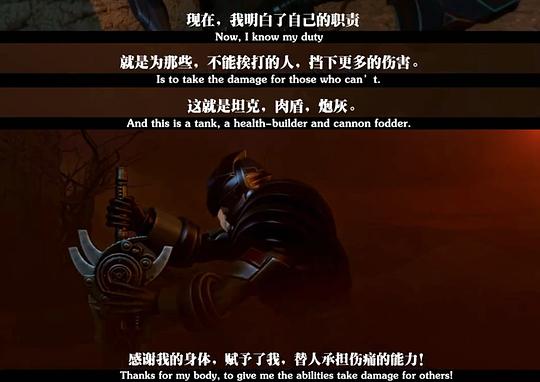 现在，我明白了自己的职责
Now, I know my duty
就是为那些，不能挨打的人，挡下更多的伤害。
Is to take the damage for those who can't.
这就是坦克，肉盾，炮灰。
And this is a tank, a health-builder and cannon fodder.
感谢我的身体，赋予了我，替人承担伤痛的能力！
Thanks for my body, to give me the abilities take damage for others!